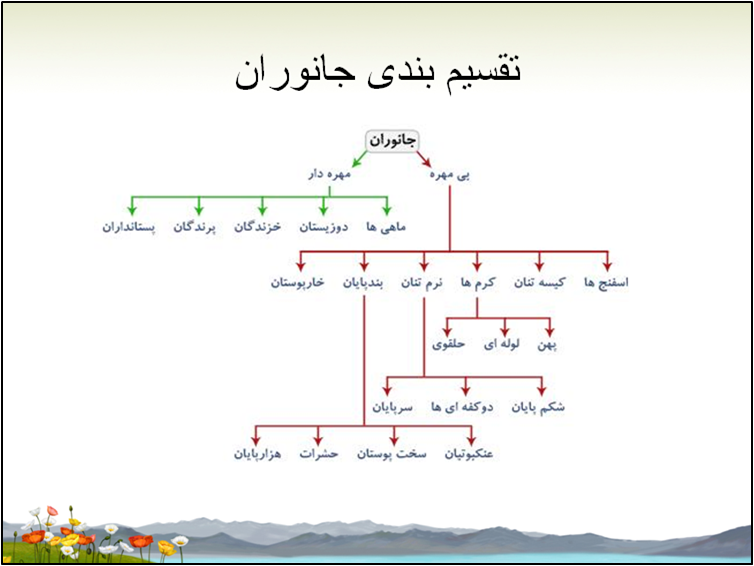 تقسیم بندی جانوران
جانوران
بی مهره
مهره دار
ماهی ها
دوزیستان
خزندگان
پرندگان
پستانداران
اسفنج ها
کیسه تنان
کرم ها
نرم تنان
بندپایان
خارپوستان
پهن
لوله ای
حلقوی
شکم پایان
دوکفه ای ها
سرپایان
عنکبوتیان
سخت پوستان
حشرات
هزارپایان